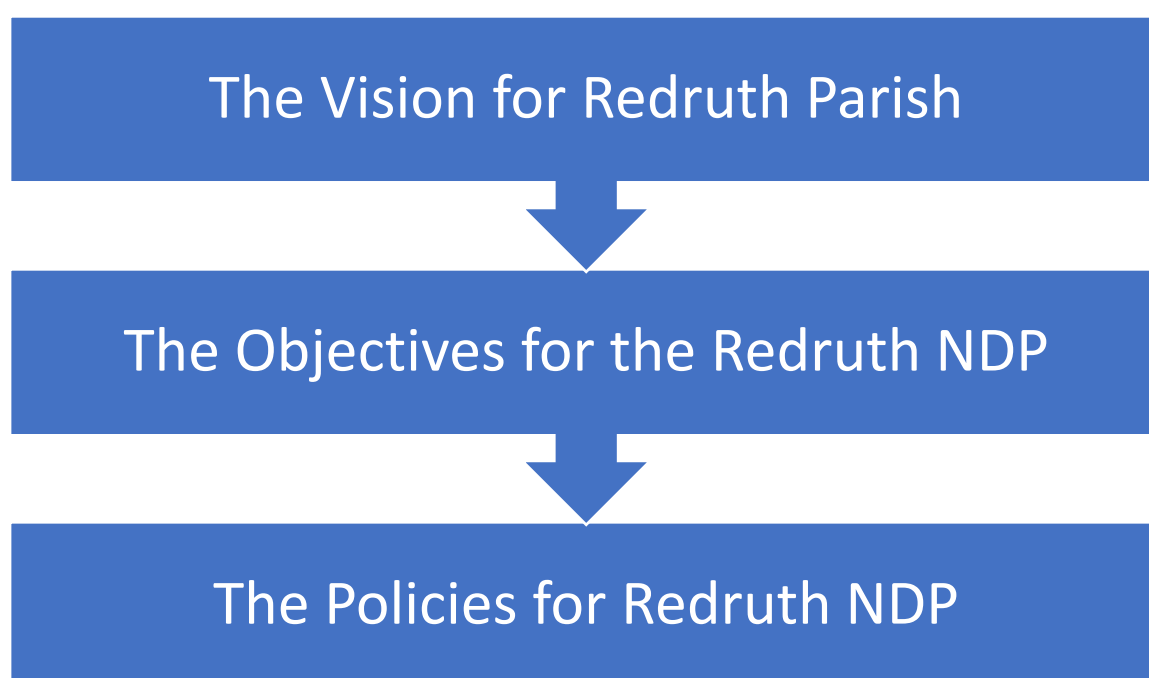 The Vision for Redruth Parish
The Objectives for the Redruth NDP
The Policies for Redruth NDP